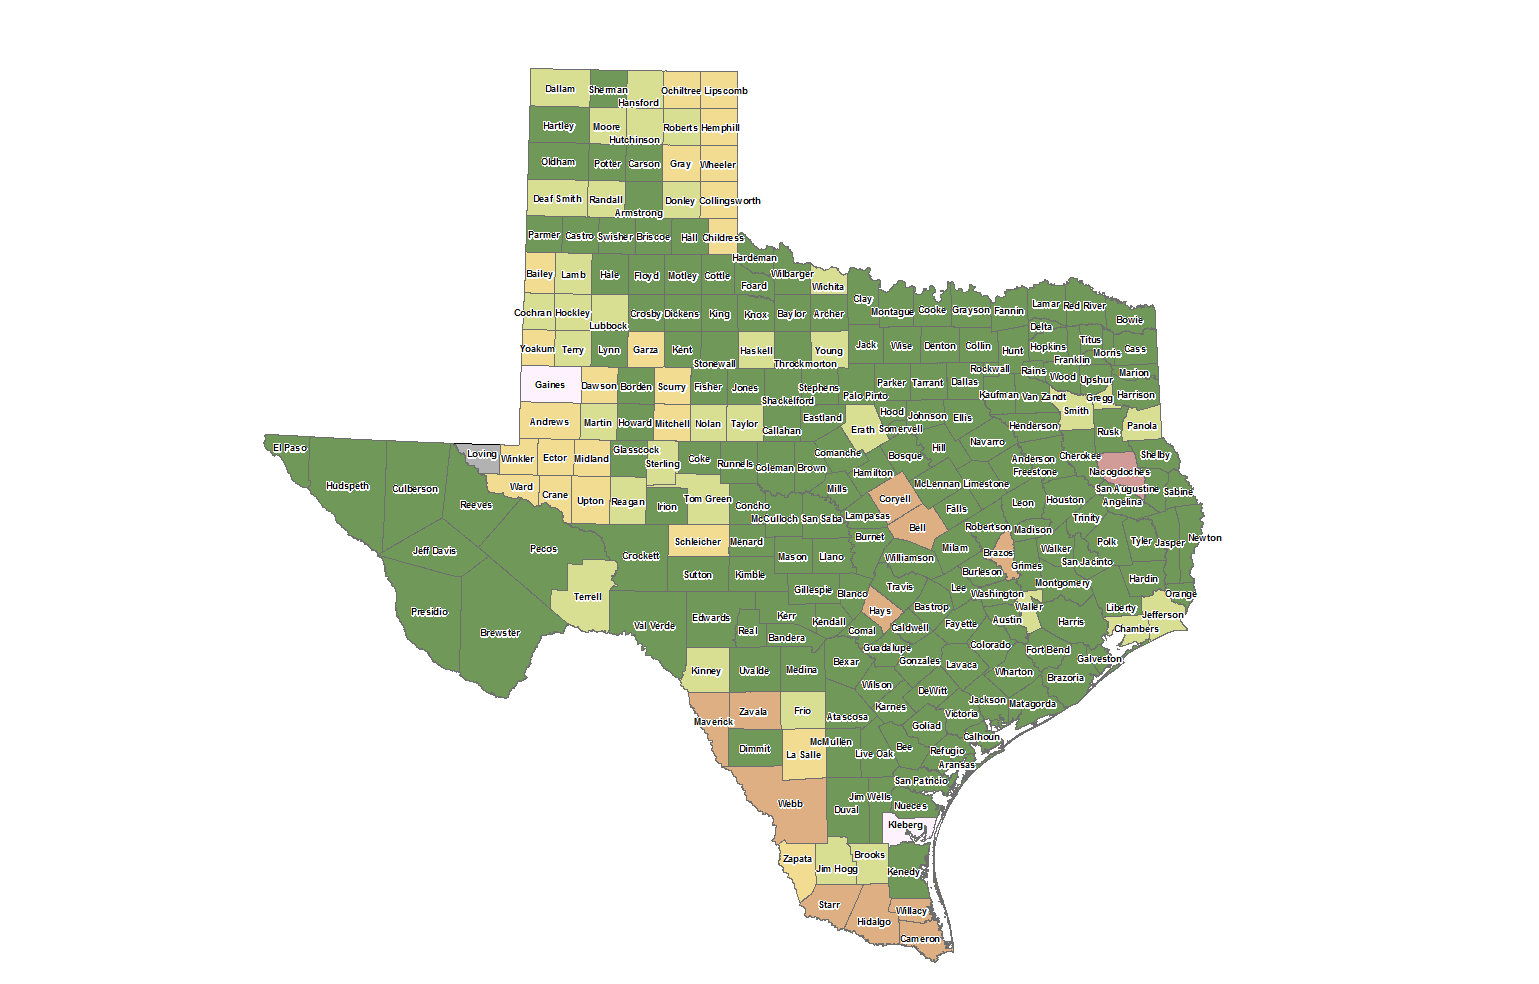 Dallam Sherman Hansford Ochiltree Lipscomb
Hartley Moore Hutchinson Roberts Hemphill
Oldham Potter Carson Gray Wheeler
Deaf Smith Randall Armstrong Donley Collingsworth
Parmer Castro Swisher Briscoe Hall Childress
Hardeman
Bailey Lamb Hale Floyd Motley Cottle Foard Wilbarger Wichita
Clay Montague Cooke Grayson Fannin Lamar Red River Bowie
Cochran Hockley Lubbock Crosby Dickens King Knox Baylor Archer
Delta Titus Hopkins Franklin Morris Cass
Yoakum Terry Lynn Garza Kent Stonewall Haskell Throckmorton Young Jack Wise Denton Collin Hunt
Rockwall Rains Wood Upshur Marion
Gaines Dawson Borden Scurry Fisher Jones Shackelford Stephens Palo Pinto Parker Tarrant Dallas Kaufman Van Zandt Gregg Harrison
Andrews Martin Howard Mitchell Nolan Taylor Callahan Eastland Erath Hood Somervell Johnson Ellis Henderson Smith Rusk Panola
El Paso Loving Winkler Ector Midland Glasscock Sterling Coke Runnels Coleman Brown Comanche Hamilton Bosque Hill Navarro Freestone Anderson Cherokee Nacogdoches Shelby
Hudspeth Culberson Reeves Ward Crane Upton Reagan Irion Tom Green Concho McCulloch San Saba Mills Lampasas Coryell McLennan Limestone Falls Leon Houston Angelina San Augustine Sabine
Jeff Davis Pecos Crockett Schleicher Menard Mason Llano Burnet Bell Milam Robertson Brazos Madison Grimes Walker Trinity San Jacinto Polk Tyler Jasper Newton
Presidio Brewster Terrell Val Verde Sutton Kimble Gillespie Blanco Williamson Travis Burleson Lee Washington Montgomery Hardin Liberty Orange
Edwards Real Kerr Bandera Kendall Comal Hays Caldwell Bastrop Fayette Austin Waller Harris Chambers Jefferson
Kinney Uvalde Medina Bexar Guadalupe Gonzales Lavaca Colorado Wharton Fort Bend Brazoria Galveston
Maverick Zavala Frio Atascosa Wilson Karnes DeWitt Victoria Jackson Matagorda
Dimmit La Salle McMullen Live Oak Bee Goliad Refugio Calhoun Aransas
Webb Duval Jim Wells San Patricio Nueces
Kleberg
Zapata Jim Hogg Brooks Kenedy
Starr Hidalgo Willacy
Cameron